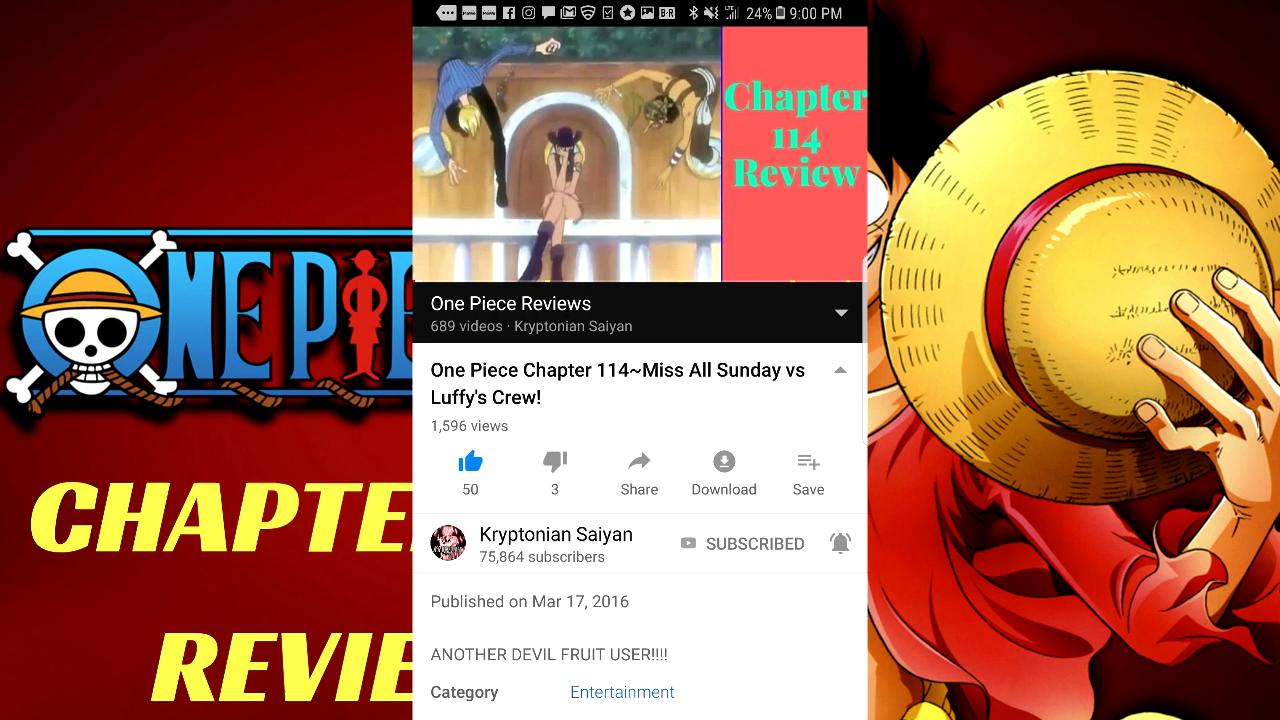 24% 9:00 PM
Chapter
114
Review
One Piece Reviews
689 videos · Kryptonian Saiyan
One Piece Chapter 114~Miss All Sunday vs
Luffy's Crew!
1,596 views
50 3 Share Download Save
Kryptonian Saiyan
75,864 subscribers
SUBSCRIBED
Published on Mar 17, 2016
ANOTHER DEVIL FRUIT USER!!!!
Category Entertainment
NE PIE
CHAPTE
REVIE